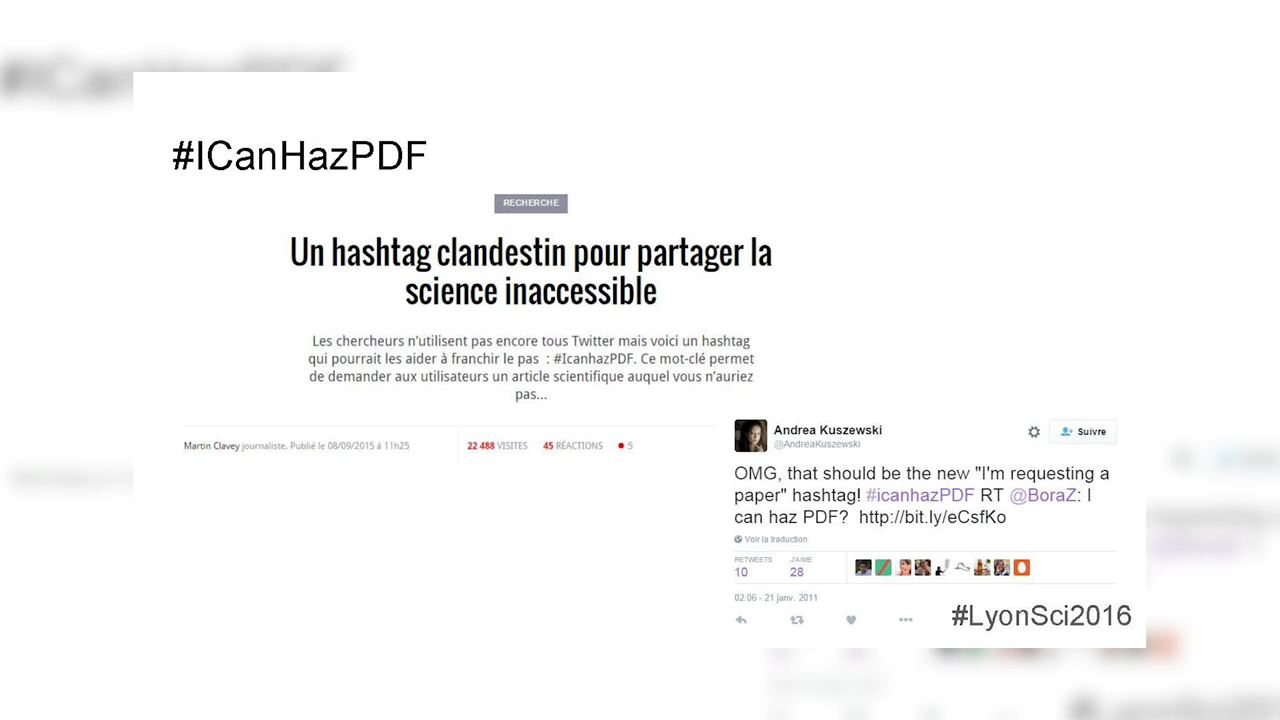 #ICanHazPDF
RECHERCHE
Un hashtag clandestin pour partager la
science inaccessible
Les chercheurs n'utilisent pas encore tous Twitter mais voici un hashtag
qui pourrait les aider à franchir le pas : #IcanhazPDF. Ce mot-clé permet
de demander aux utilisateurs un article scientifique auquel vous n'auriez
pas...
Martin Clavey journaliste. Publié le 08/09/2015 à 11h25
22 488 VISITES 45 RÉACTIONS 5
Andrea Kuszewski
@AndreaKuszewski
Suivre
OMG, that should be the new "I'm requesting a
paper" hashtag! #icanhazPDF RT @BoraZ: I
can haz PDF? http://bit.ly/eCsfKo
Voir la traduction
RETWEETS J'AIME
10 28
02:06 - 21 janv. 2011
#LyonSci2016